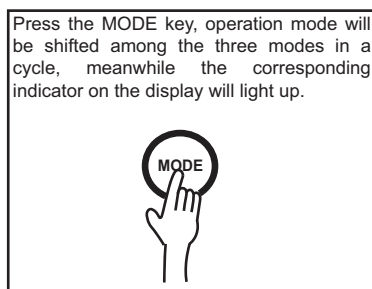 Press the MODE key, operation mode will
be shifted among the three modes in a
cycle, meanwhile the corresponding
indicator on the display will light up.
MODE